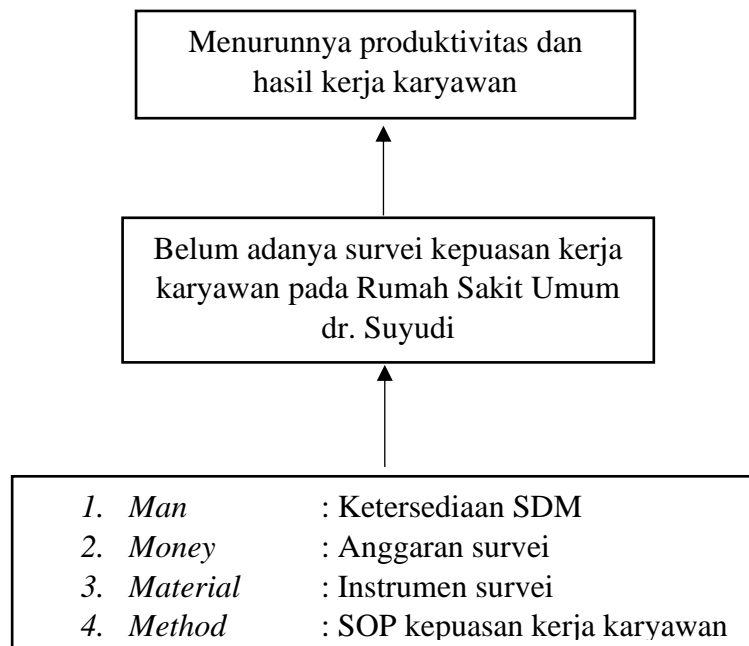 Menurunnya produktivitas dan
hasil kerja karyawan
Belum adanya survei kepuasan kerja
karyawan pada Rumah Sakit Umum
dr. Suyudi
1. Man : Ketersediaan SDM
2. Money : Anggaran survei
3. Material : Instrumen survei
4. Method : SOP kepuasan kerja karyawan